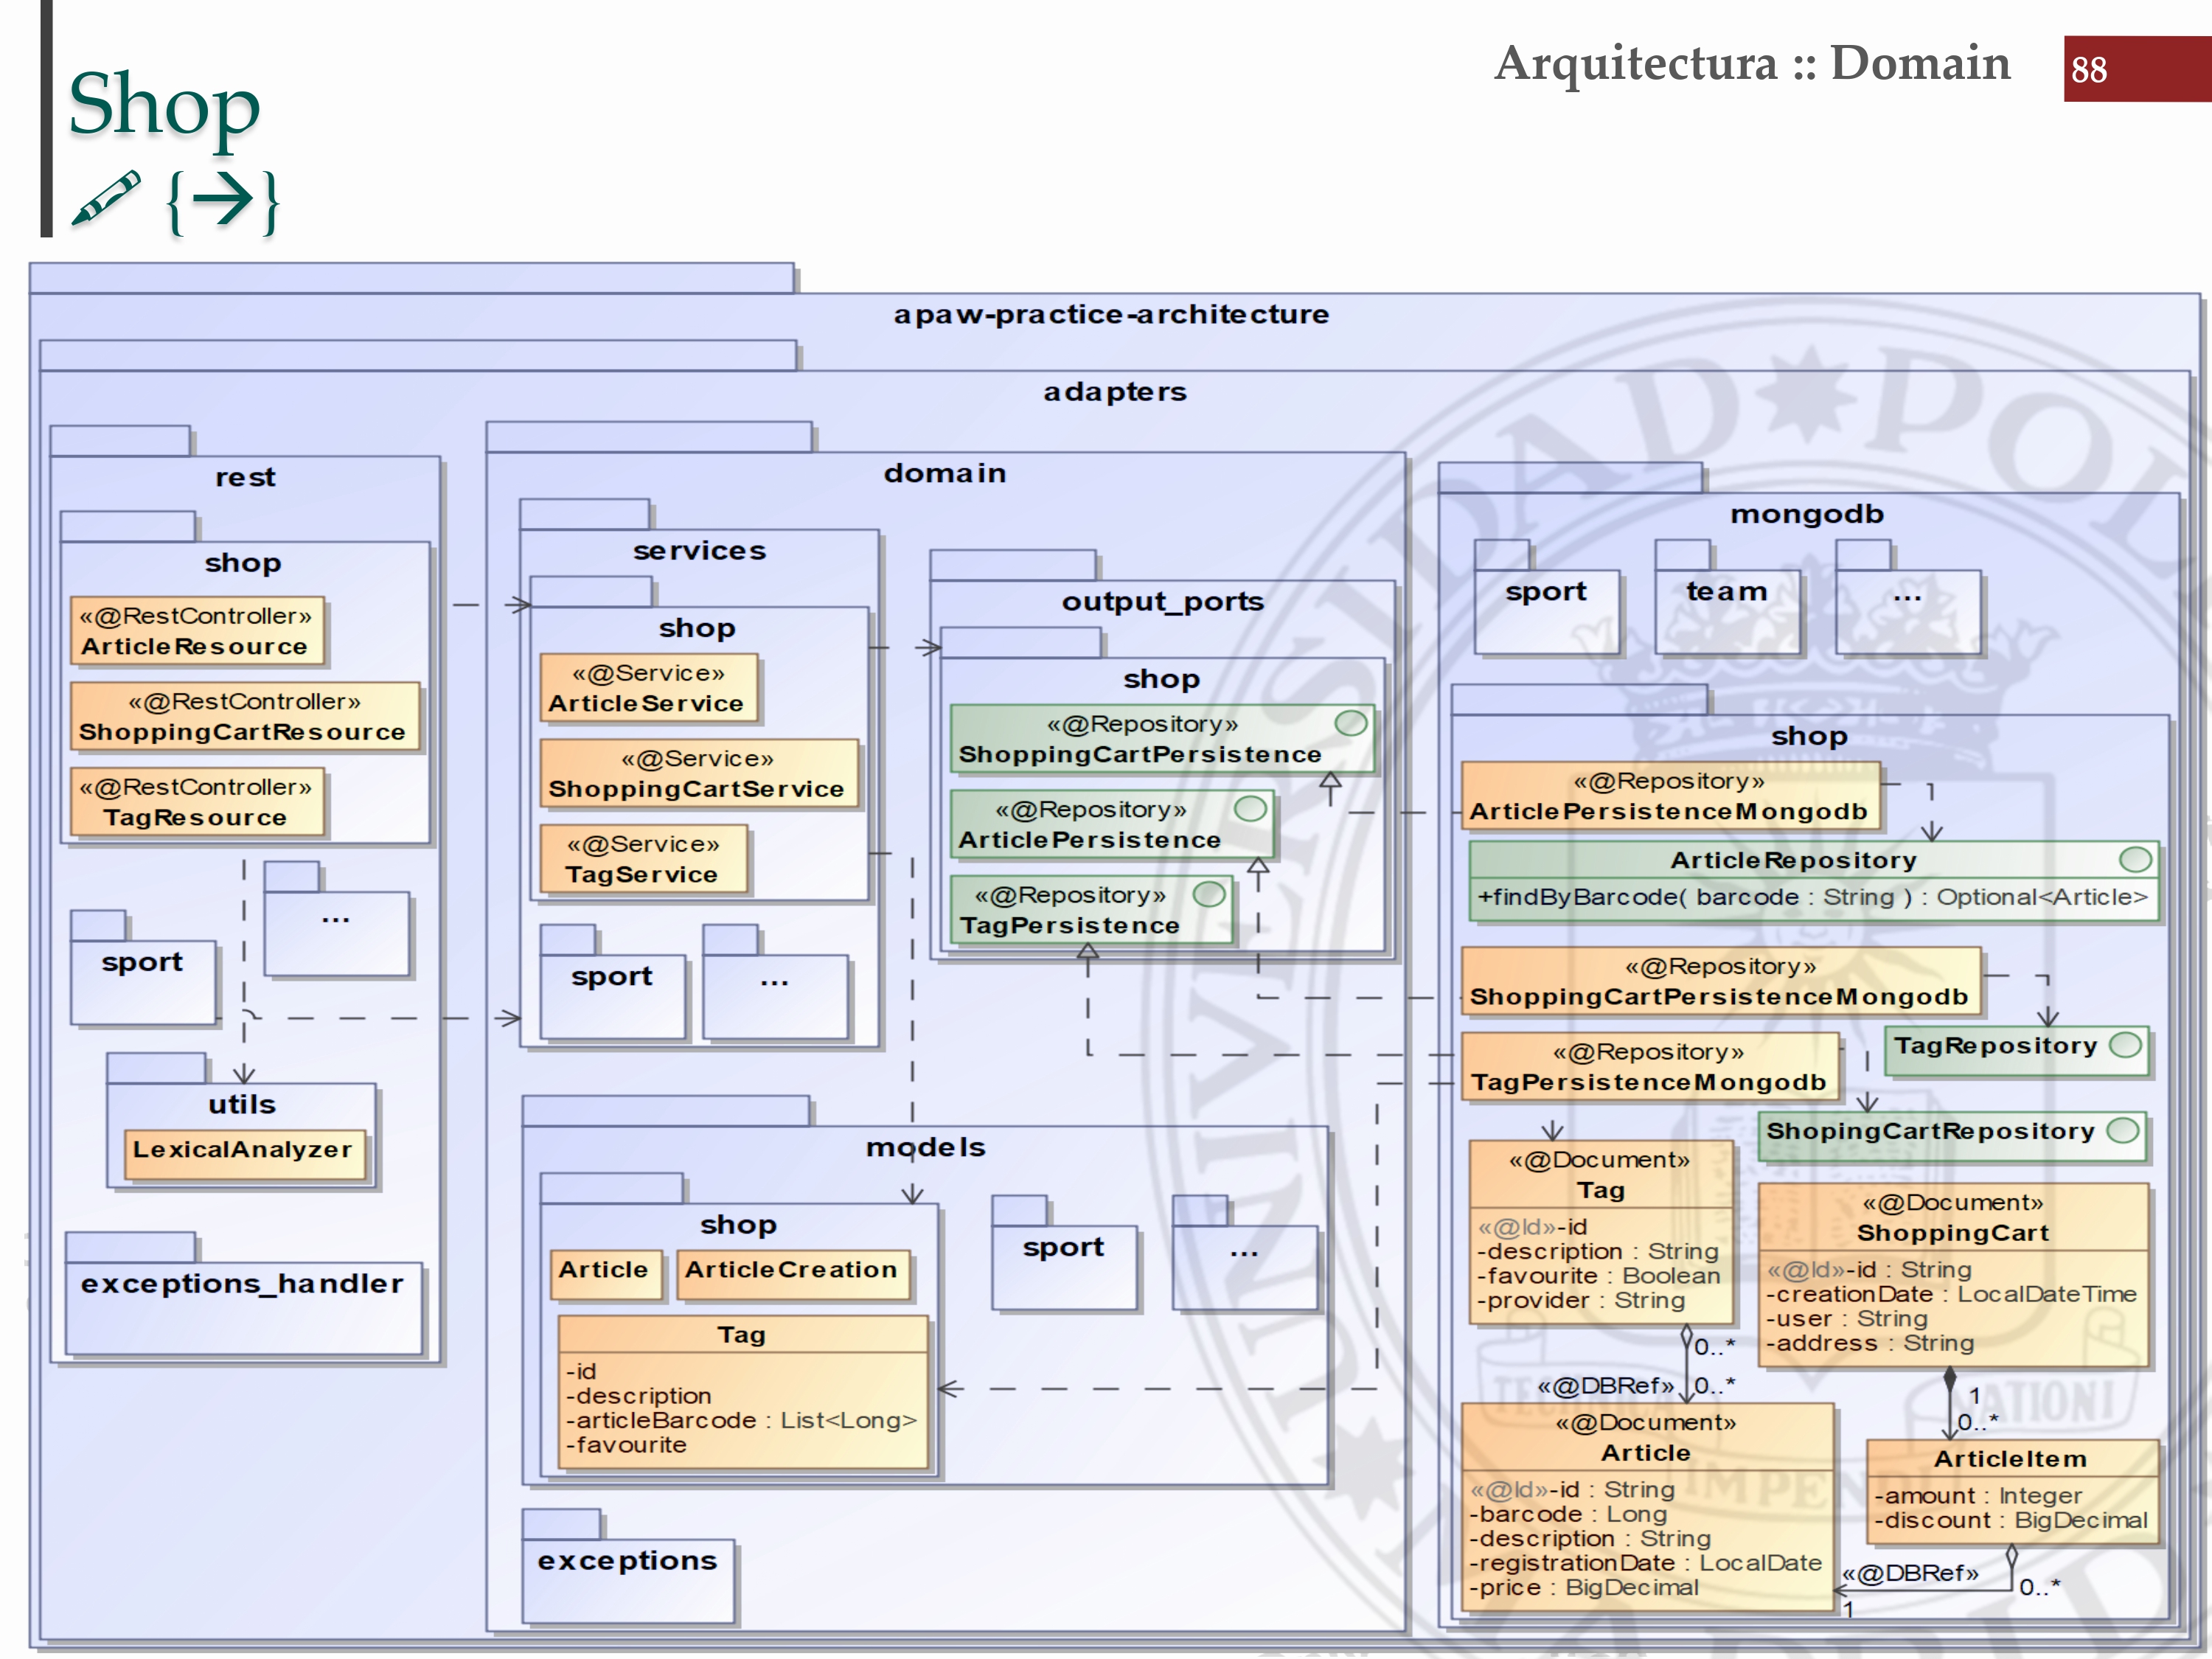 Shop
Arquitectura :: Domain
88
{→}
apaw-practice-architecture
adapters
rest
shop
«@RestController»
ArticleResource
«@RestController»
ShoppingCartResource
«@RestController»
TagResource
...
sport
utils
LexicalAnalyzer
exceptions_handler
domain
services
shop
«@Service»
ArticleService
«@Service»
ShoppingCartService
«@Service»
TagService
sport
...
output_ports
shop
«@Repository»
ShoppingCartPersistence
«@Repository»
ArticlePersistence
«@Repository»
TagPersistence
models
shop
Article
ArticleCreation
Tag
-id
-description
-articleBarcode : List<Long>
-favourite
sport
...
exceptions
mongodb
sport
team
...
shop
«@Repository»
ArticlePersistenceMongodb
ArticleRepository
+findByBarcode( barcode : String ) : Optional<Article>
«@Repository»
ShoppingCartPersistenceMongodb
TagRepository
«@Repository»
TagPersistenceMongodb
ShopingCartRepository
«@Document»
Tag
«@Id»-id
-description : String
-favourite : Boolean
-provider : String
«@Document»
ShoppingCart
«@Id»-id : String
-creationDate : LocalDateTime
-user : String
-address : String
0..*
«@DBRef»
0..*
1
0..*
«@Document»
Article
«@Id»-id : String
-barcode : Long
-description : String
-registrationDate : LocalDate
-price : BigDecimal
ArticleItem
-amount : Integer
-discount : BigDecimal
«@DBRef»
0..*
1